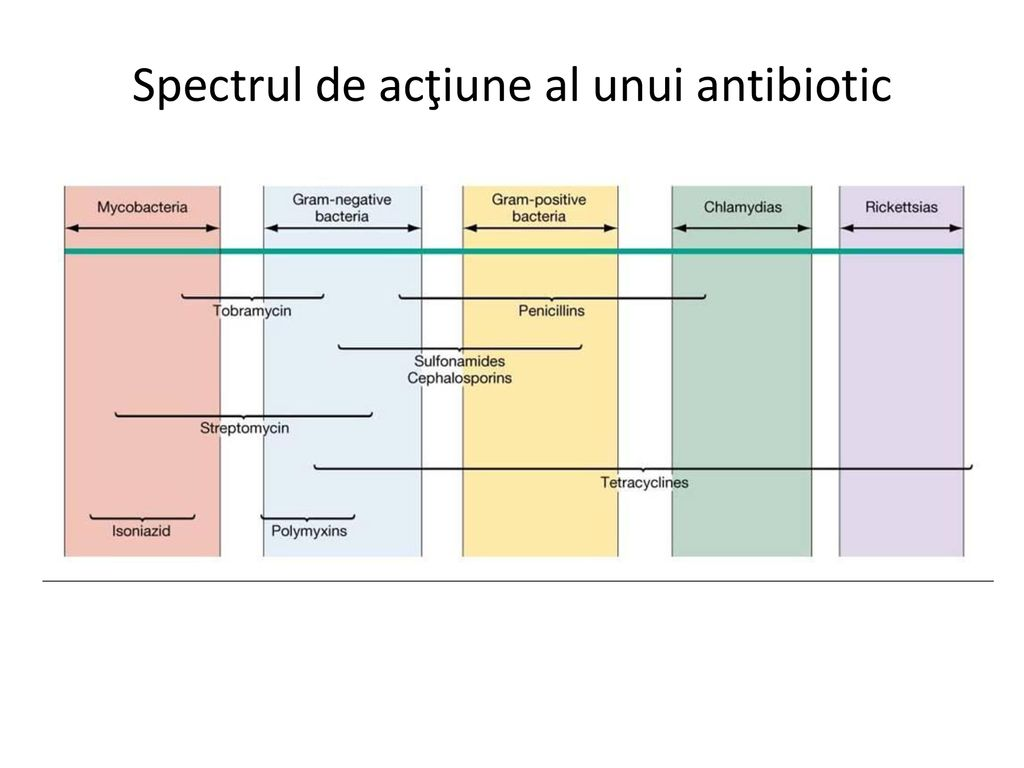 Spectrul de acţiune al unui antibiotic
Mycobacteria
Gram-negative
bacteria
Gram-positive
bacteria
Chlamydias
Rickettsias
Tobramycin
Penicillins
Sulfonamides
Cephalosporins
Streptomycin
Tetracyclines
Isoniazid
Polymyxins